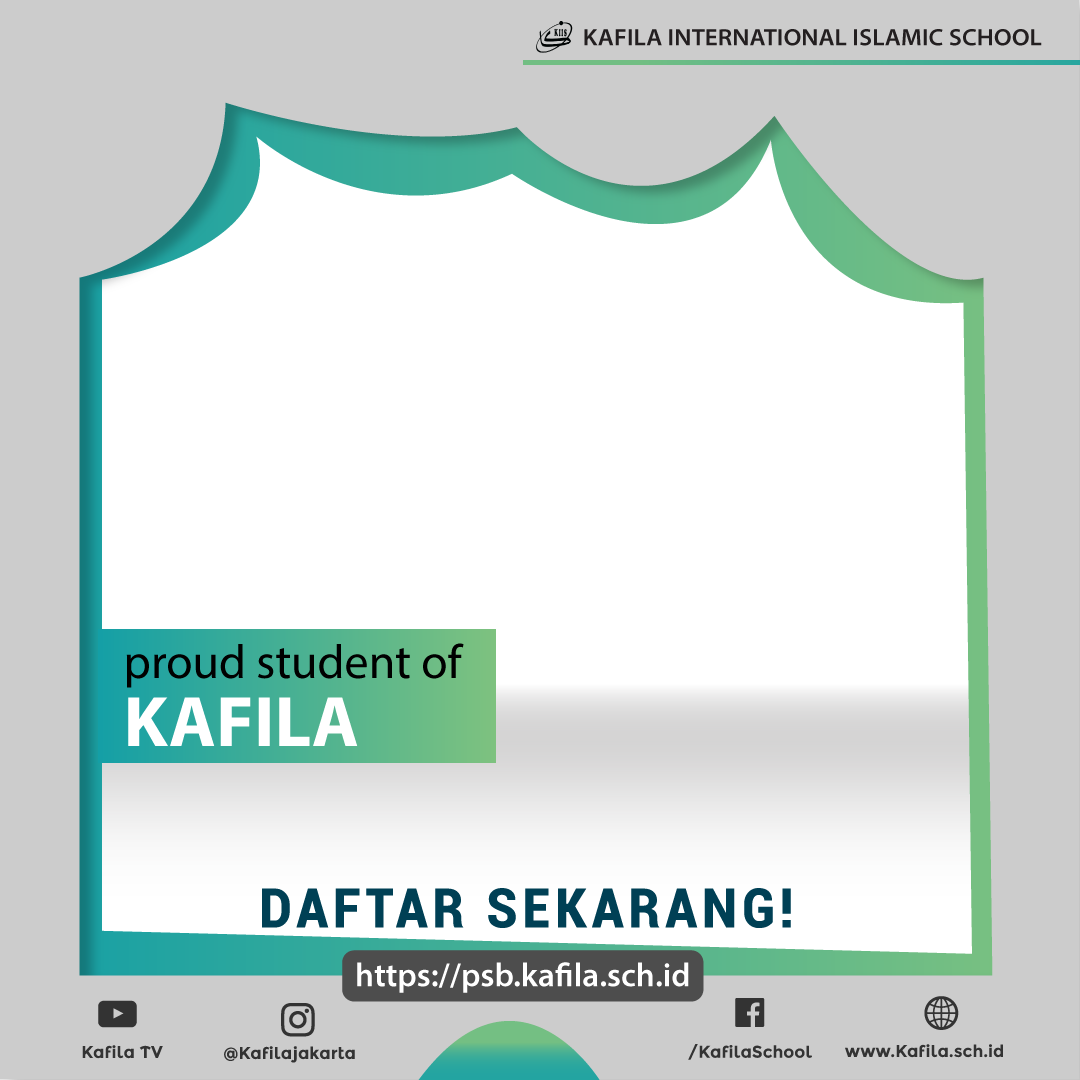 KIIS
KAFILA INTERNATIONAL ISLAMIC SCHOOL
proud student of
KAFILA
DAFTAR SEKARANG!
https://psb.kafila.sch.id
Kafila TV
@Kafilajakarta
/KafilaSchool
www.Kafila.sch.id